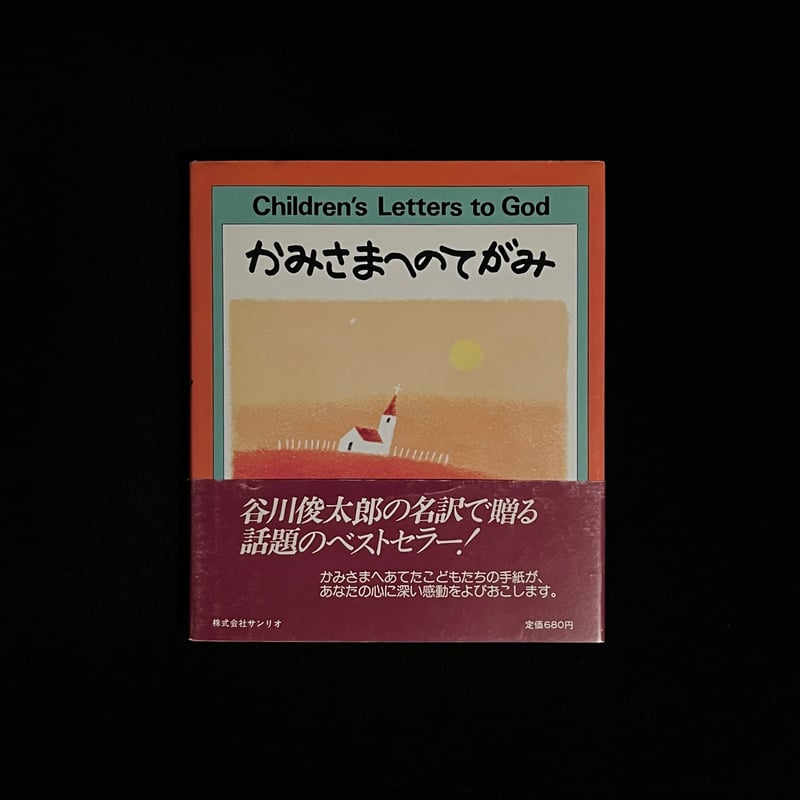 Children's Letters to God
かみさまへのてがみ
谷川俊太郎の名訳で贈る
話題のベストセラー!
かみさまへあてたこどもたちの手紙が、
あなたの心に深い感動をよびおこします。
株式会社サンリオ
定価680円